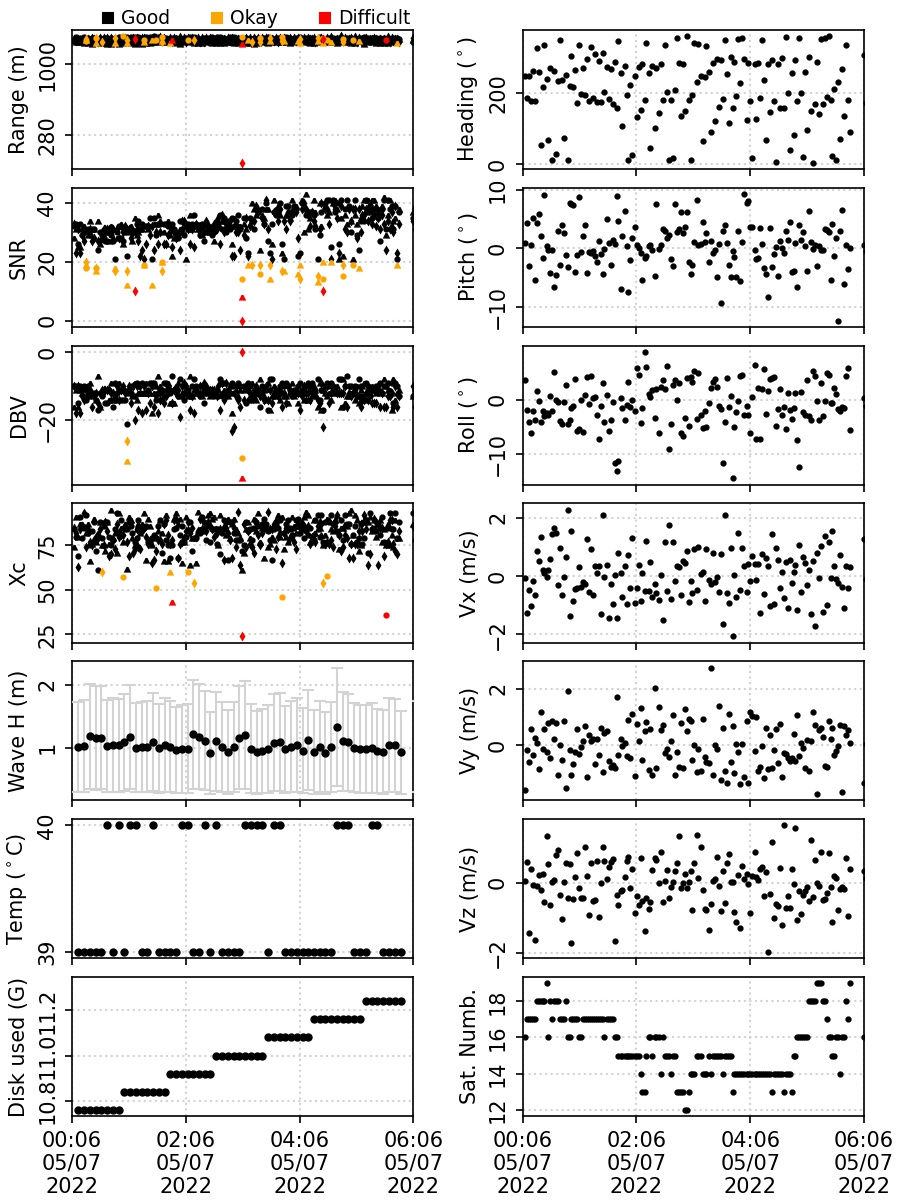 Good Okay Difficult
Range (m)
1000
280
Heading (°)
200
0
SNR
40
20
0
Pitch (°)
10
0
−10
DBV
0
−20
Roll (°)
0
−10
Xc
75
50
25
Vx (m/s)
2
0
−2
Wave H (m)
2
1
Vy (m/s)
2
0
Temp (°C)
40
39
Vz (m/s)
0
−2
Disk used (G)
11.2
11.0
10.8
Sat. Numb.
18
16
14
12
00:06 02:06 04:06 06:06
05/07 05/07 05/07 05/07
2022 2022 2022 2022
00:06 02:06 04:06 06:06
05/07 05/07 05/07 05/07
2022 2022 2022 2022